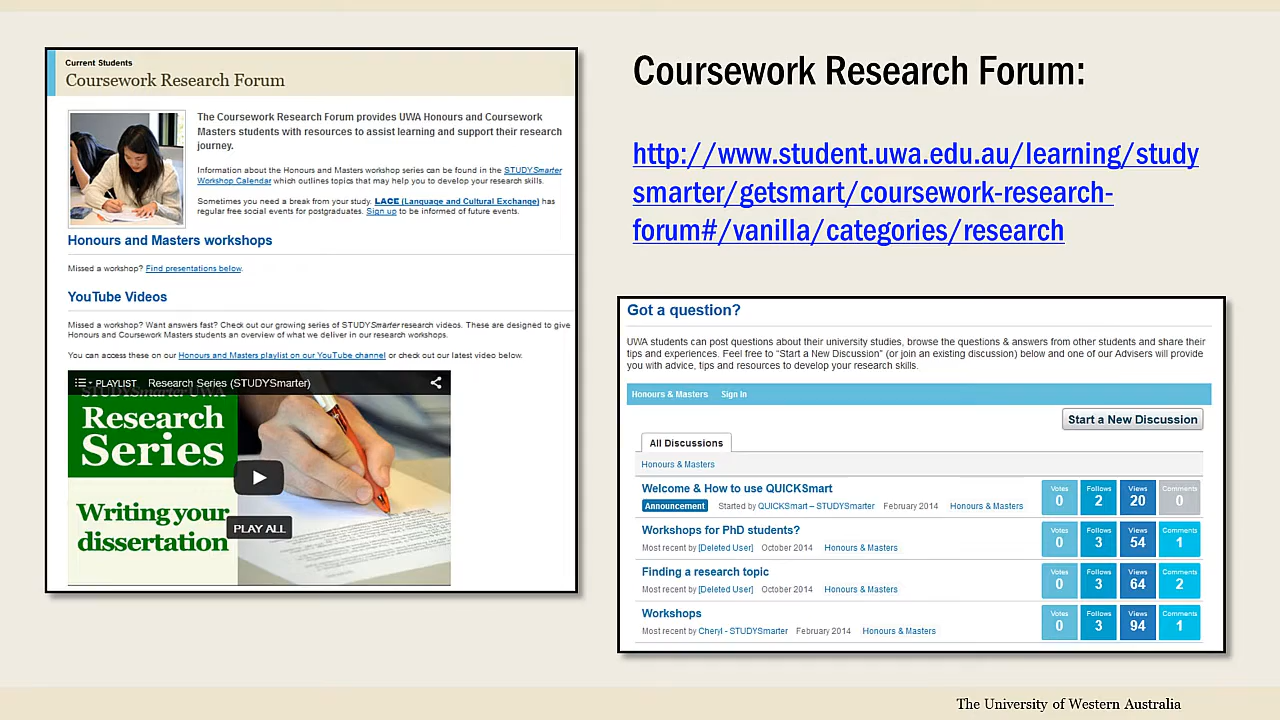 Current Students
Coursework Research Forum
The Coursework Research Forum provides UWA Honours and Coursework
Masters students with resources to assist learning and support their research
journey.
Information about the Honours and Masters workshop series can be found in the STUDYSmarter
Workshop Calendar which outlines topics that may help you to develop your research skills.
Sometimes you need a break from your study. LACE (Language and Cultural Exchange) has
regular free social events for postgraduates. Sign up to be informed of future events.
Honours and Masters workshops
Missed a workshop? Find presentations below.
YouTube Videos
Missed a workshop? Want answers fast? Check out our growing series of STUDYSmarter research videos. These are designed to give
Honours and Coursework Masters students an overview of what we deliver in our research workshops.
You can access these on our Honours and Masters playlist on our YouTube channel or check out our latest video below.
PLAYLIST Research Series (STUDYSmarter)
STUDYSmarter UWA
Research
Series
Writing your
dissertation
PLAY ALL
Coursework Research Forum:
http://www.student.uwa.edu.au/learning/study
smarter/getsmart/coursework-research-
forum#/vanilla/categories/research
Got a question?
UWA students can post questions about their university studies, browse the questions & answers from other students and share their
tips and experiences. Feel free to "Start a New Discussion" (or join an existing discussion) below and one of our Advisers will provide
you with advice, tips and resources to develop your research skills.
Honours & Masters Sign In
Start a New Discussion
All Discussions
Honours & Masters
Welcome & How to use QUICKSmart
Announcement Started by QUICKSmart – STUDYSmarter February 2014 Honours & Masters
Votes Follows Views Comments
0 2 20 0
Workshops for PhD students?
Most recent by [Deleted User] October 2014 Honours & Masters
Votes Follows Views Comments
0 3 54 1
Finding a research topic
Most recent by [Deleted User] October 2014 Honours & Masters
Votes Follows Views Comments
0 3 64 2
Workshops
Most recent by Cheryl - STUDYSmarter February 2014 Honours & Masters
Votes Follows Views Comments
0 3 94 1
The University of Western Australia